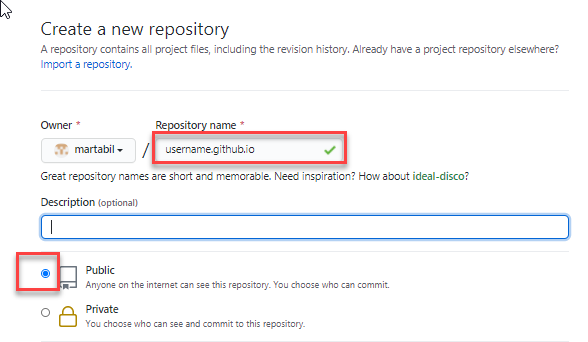 Create a new repository
A repository contains all project files, including the revision history. Already have a project repository elsewhere?
Import a repository.
Owner * Repository name *
martabil / username.github.io
Great repository names are short and memorable. Need inspiration? How about ideal-disco?
Description (optional)
Public
Anyone on the internet can see this repository. You choose who can commit.
Private
You choose who can see and commit to this repository.